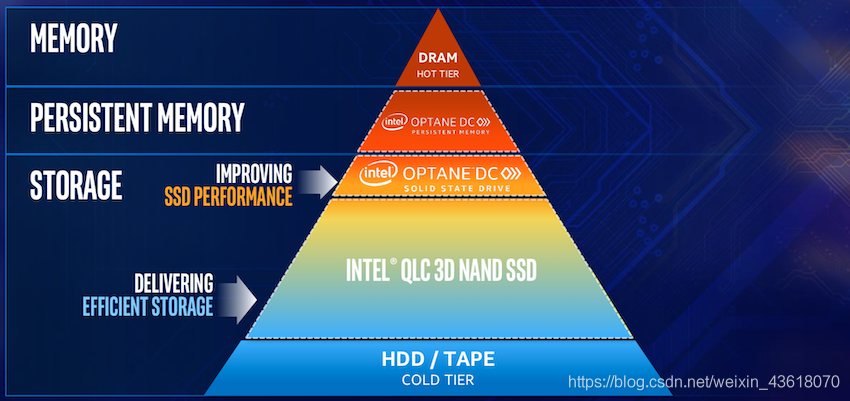 MEMORY
DRAM
HOT TIER
PERSISTENT MEMORY
intel OPTANE DC
PERSISTENT MEMORY
STORAGE
IMPROVING
SSD PERFORMANCE
intel OPTANE DC
SOLID STATE DRIVE
INTEL® QLC 3D NAND SSD
DELIVERING
EFFICIENT STORAGE
HDD / TAPE
COLD TIER
https://blog.csdn.net/weixin_43618070